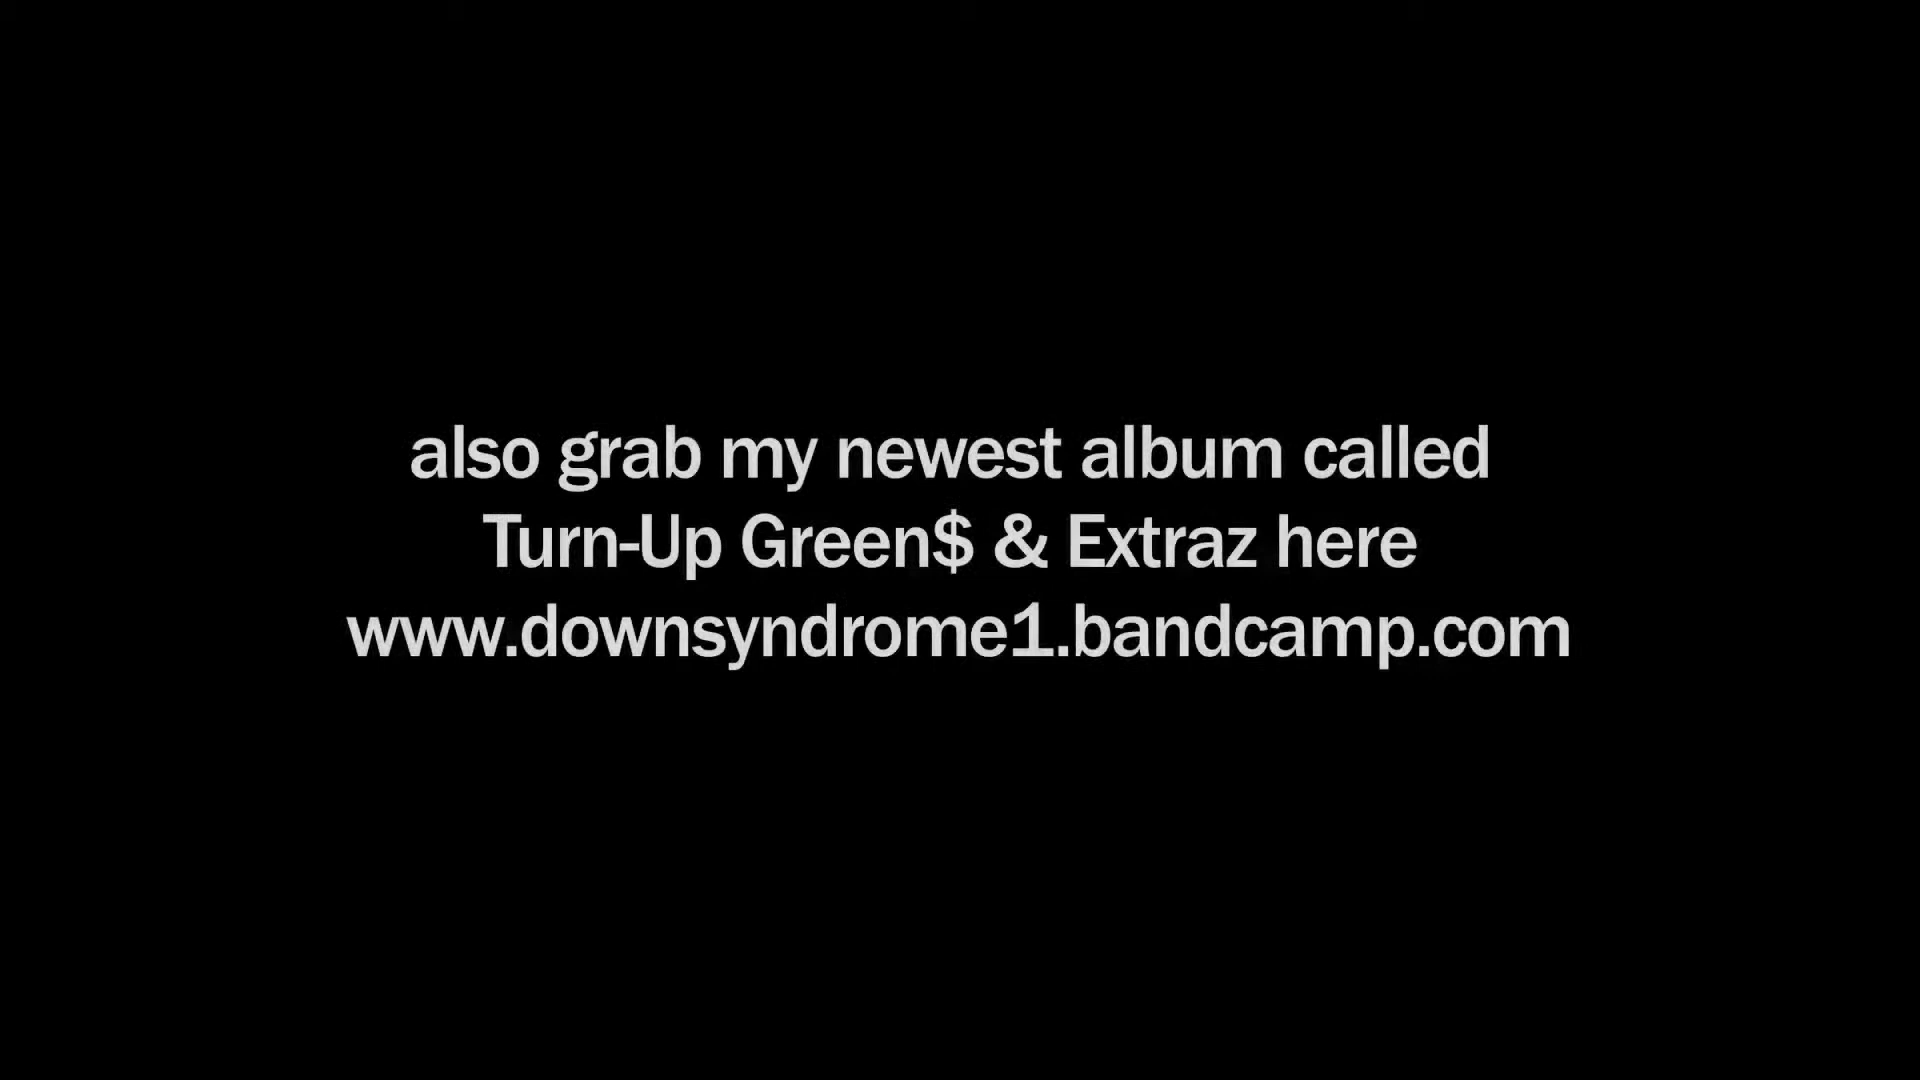 also grab my newest album called
Turn-Up Green$ & Extraz here
www.downsyndrome1.bandcamp.com